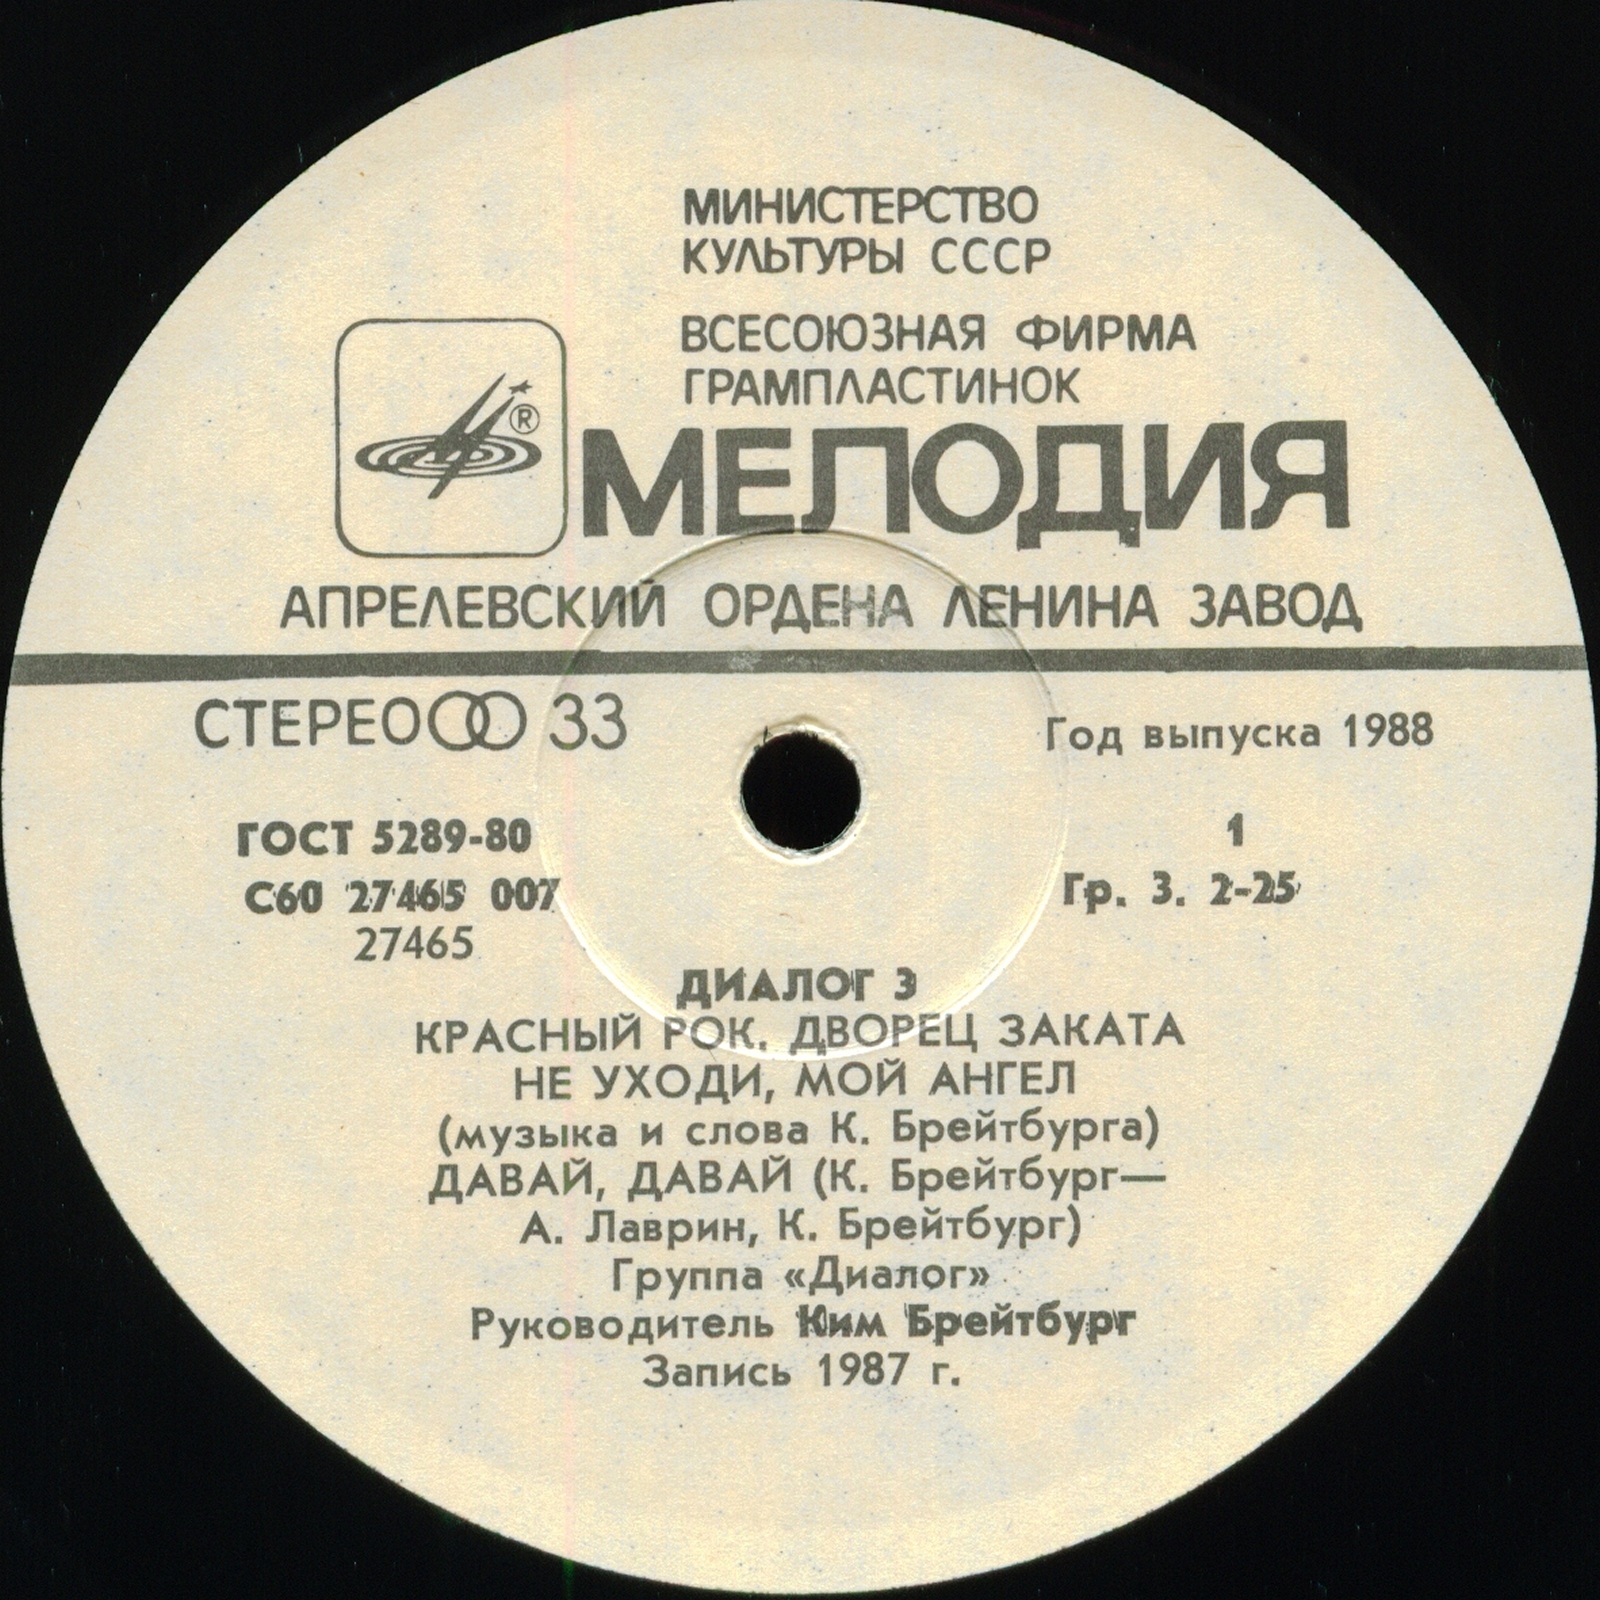 МИНИСТЕРСТВО
КУЛЬТУРЫ СССР
ВСЕСОЮЗНАЯ ФИРМА
ГРАМПЛАСТИНОК
®
МЕЛОДИЯ
АПРЕЛЕВСКИЙ ОРДЕНА ЛЕНИНА ЗАВОД
СТЕРЕО 33
Год выпуска 1988
ГОСТ 5289-80
1
С60 27465 007
Гр. 3. 2-25
27465
ДИАЛОГ 3
КРАСНЫЙ РОК. ДВОРЕЦ ЗАКАТА
НЕ УХОДИ, МОЙ АНГЕЛ
(музыка и слова К. Брейтбурга)
ДАВАЙ, ДАВАЙ (К. Брейтбург—
А. Лаврин, К. Брейтбург)
Группа «Диалог»
Руководитель Ким Брейтбург
Запись 1987 г.